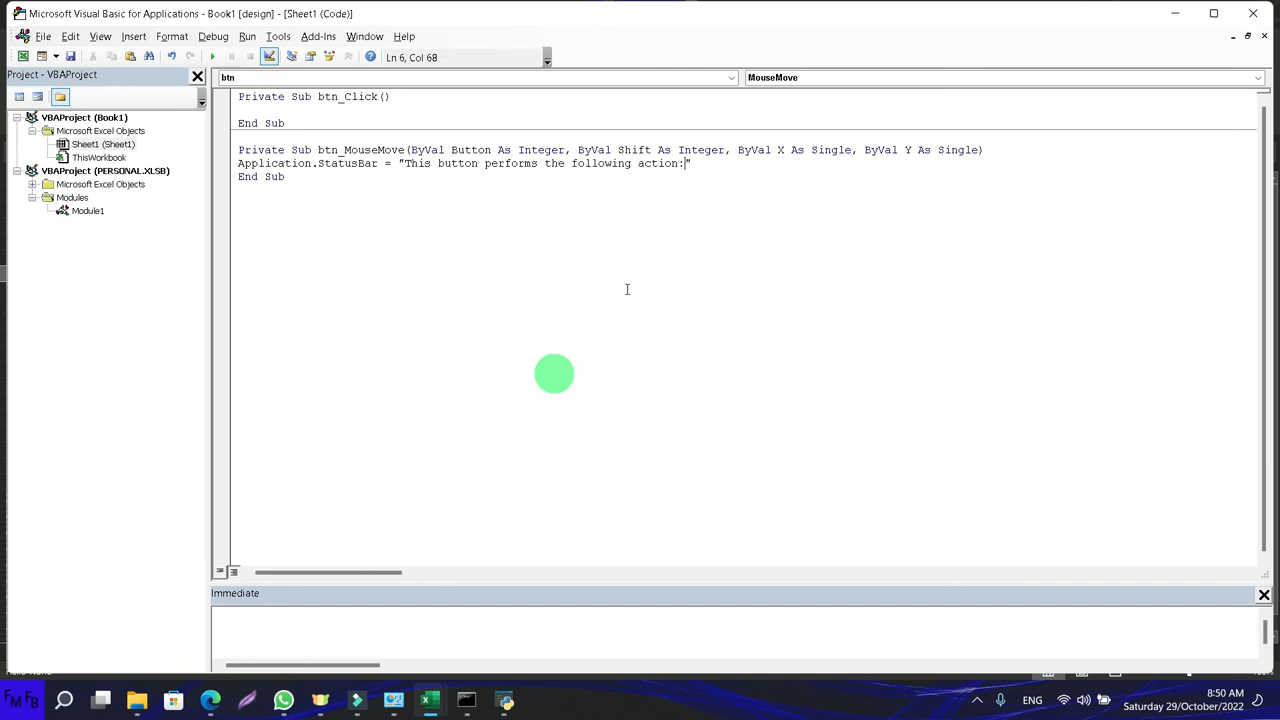 Microsoft Visual Basic for Applications - Book1 [design] - [Sheet1 (Code)]
File Edit View Insert Format Debug Run Tools Add-Ins Window Help
Ln 6, Col 68
Project - VBAProject
btn
MouseMove
VBAProject (Book1)
Microsoft Excel Objects
Sheet1 (Sheet1)
ThisWorkbook
VBAProject (PERSONAL.XLSB)
Microsoft Excel Objects
Modules
Module1
Private Sub btn_Click()
End Sub
Private Sub btn_MouseMove(ByVal Button As Integer, ByVal Shift As Integer, ByVal X As Single, ByVal Y As Single)
Application.StatusBar = "This button performs the following action:"
End Sub
Immediate
FM FB
ENG
8:50 AM
Saturday 29/October/2022